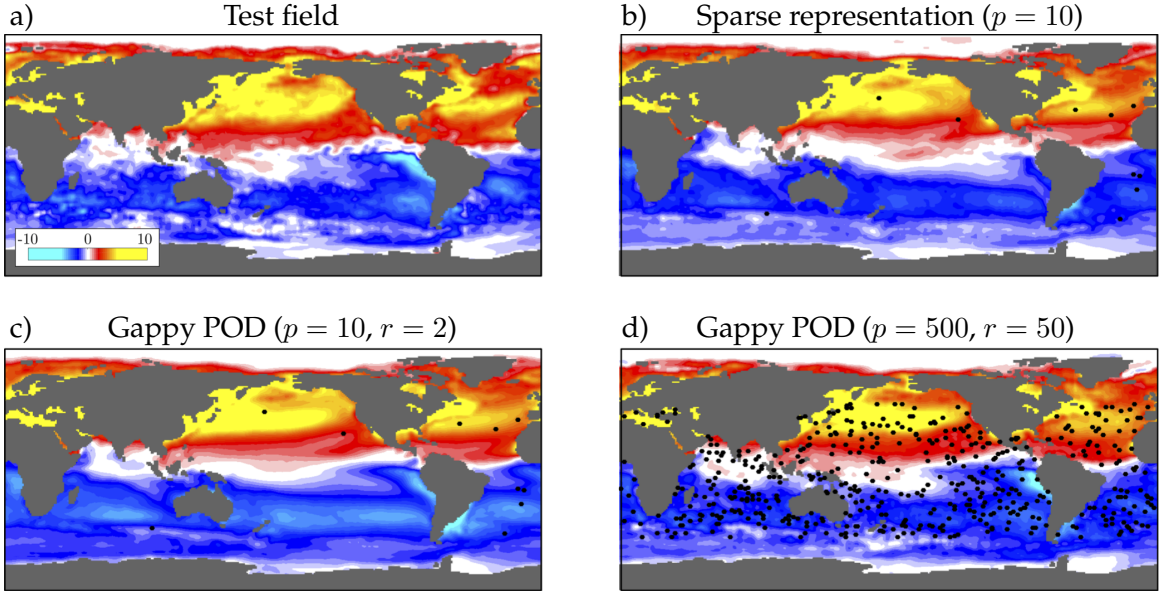 a) Test field
b) Sparse representation (p = 10)
-10 0 10
c) Gappy POD (p = 10, r = 2)
d) Gappy POD (p = 500, r = 50)